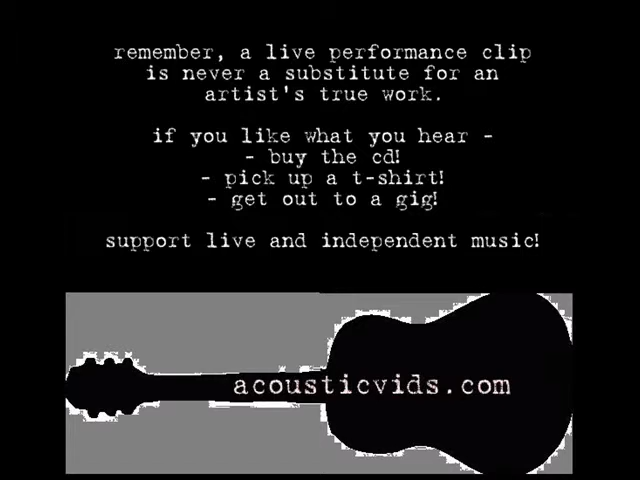 remember, a live performance clip
is never a substitute for an
artist's true work.
if you like what you hear -
- buy the cd!
- pick up a t-shirt!
- get out to a gig!
support live and independent music!
acousticvids.com